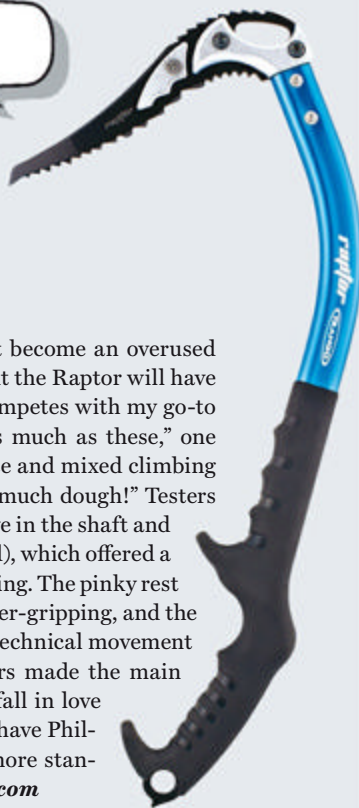 raptor
t become an overused
t the Raptor will have
mpetes with my go-to
s much as these,” one
e and mixed climbing
much dough!” Testers
e in the shaft and
l), which offered a
ing. The pinky rest
er-gripping, and the
echnical movement
rs made the main
fall in love
have Phil-
more stan-
com